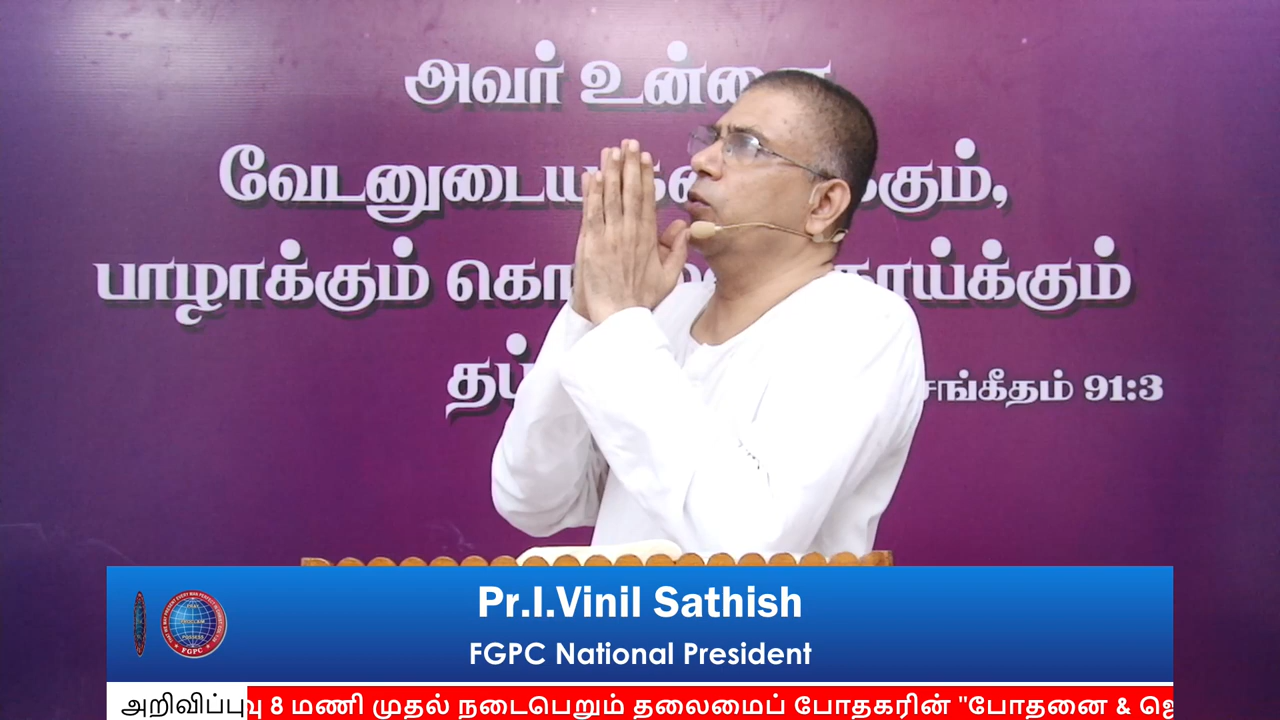 அவர் உன்னை
வேடனுடைய
பாழாக்கும்
சங்கீதம் 91:3
Pr.I.Vinil Sathish
FGPC National President
FGPC
அறிவிப்பு
வு 8 மணி முதல் நடைபெறும் தலைமைப் போதகரின் "போதனை & ஜெ